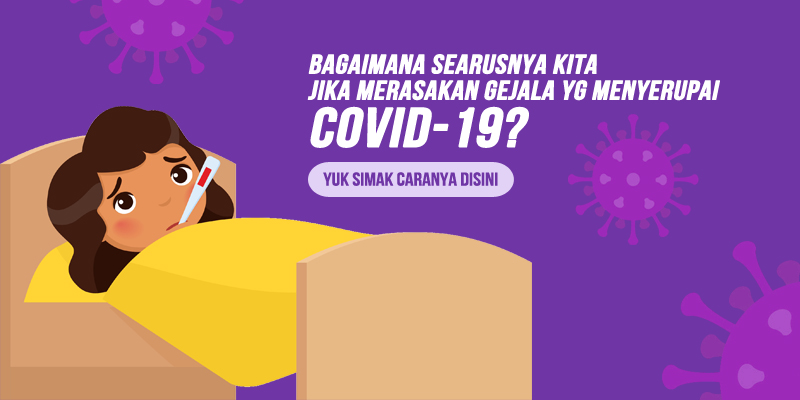 BAGAIMANA SEARUSNYA KITA
JIKA MERASAKAN GEJALA YG MENYERUPAI
COVID-19?
YUK SIMAK CARANYA DISINI